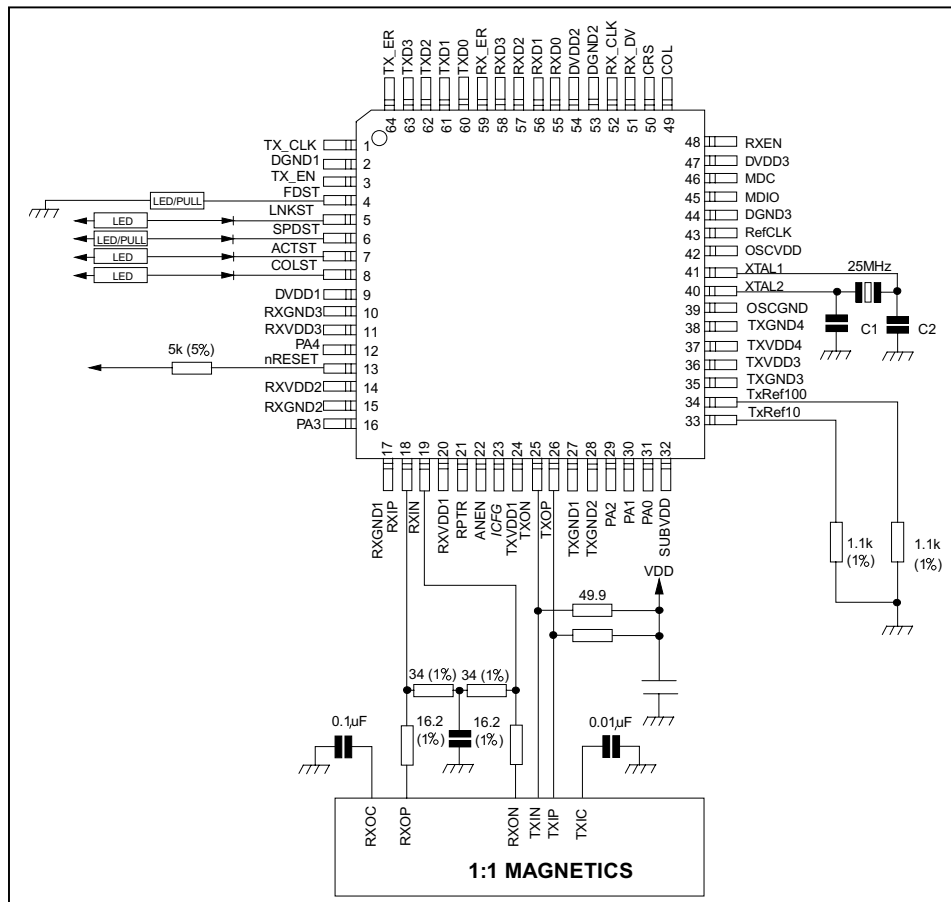 TX_ER
TXD3
TXD2
TXD1
TXD0
RX_ER
RXD3
RXD2
RXD1
RXD0
DVDD2
DGND2
RX_CLK
RX_DV
CRS
COL
64
63
62
61
60
59
58
57
56
55
54
53
52
51
50
49
TX_CLK 1
DGND1 2
TX_EN 3
LED/PULL FDST 4
LED LNKST 5
LED/PULL SPDST 6
LED ACTST 7
LED COLST 8
DVDD1 9
RXGND3 10
RXVDD3 11
PA4 12
5k (5%) nRESET 13
RXVDD2 14
RXGND2 15
PA3 16
48 RXEN
47 DVDD3
46 MDC
45 MDIO
44 DGND3
43 RefCLK
42 OSCVDD
41 XTAL1 25MHz
40 XTAL2
39 OSCGND
C1 C2
38 TXGND4
37 TXVDD4
36 TXVDD3
35 TXGND3
34 TxRef100
33 TxRef10
17
18
19
20
21
22
23
24
25
26
27
28
29
30
31
32
RXGND1
RXIP
RXIN
RXVDD1
RPTR
ANEN
ICFG
TXVDD1
TXON
TXOP
TXGND1
TXGND2
PA2
PA1
PA0
SUBVDD
1.1k
(1%)
1.1k
(1%)
VDD
49.9
34 (1%) 34 (1%)
0.1µF
16.2
(1%)
16.2
(1%)
0.01µF
RXOC
RXOP
RXON
TXIN
TXIP
TXIC
1:1 MAGNETICS